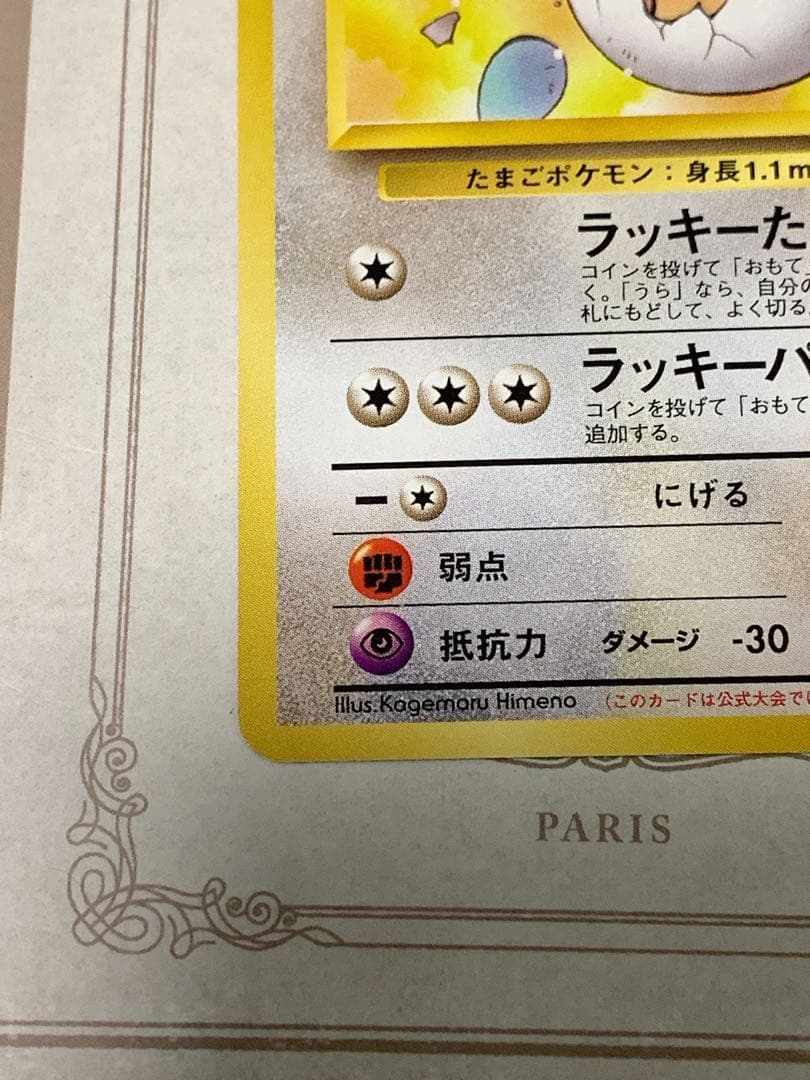 たまごポケモン：身長1.1m
ラッキーた
コインを投げて「おもて」
く。「うら」なら、自分の
札にもどして、よく切る。
ラッキーパ
コインを投げて「おもて
追加する。
にげる
弱点
抵抗力 ダメージ -30
Illus.Kagemaru Himeno (このカードは公式大会では
PARIS